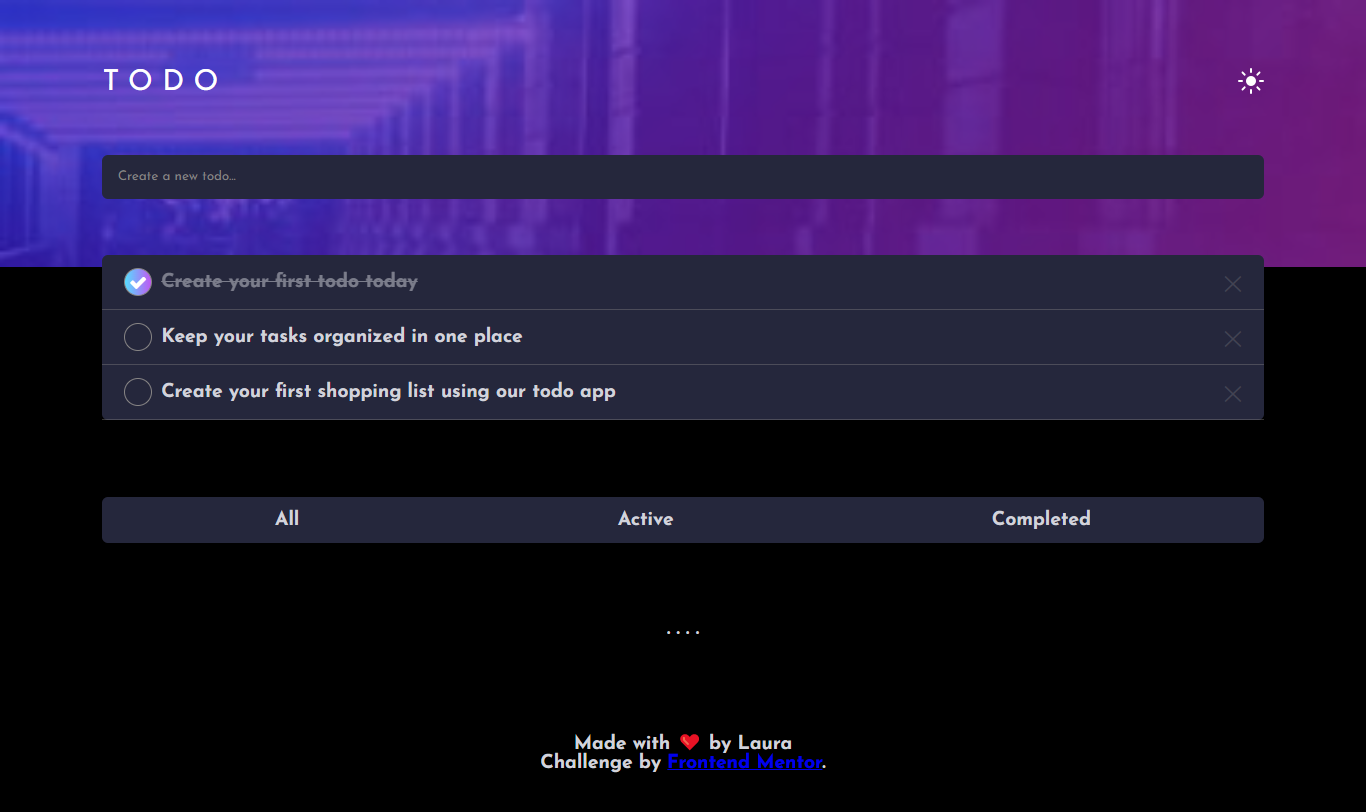 TODO
Create a new todo...
Create your first todo today
Keep your tasks organized in one place
Create your first shopping list using our todo app
All Active Completed
....
Made with ❤️ by Laura
Challenge by Frontend Mentor.